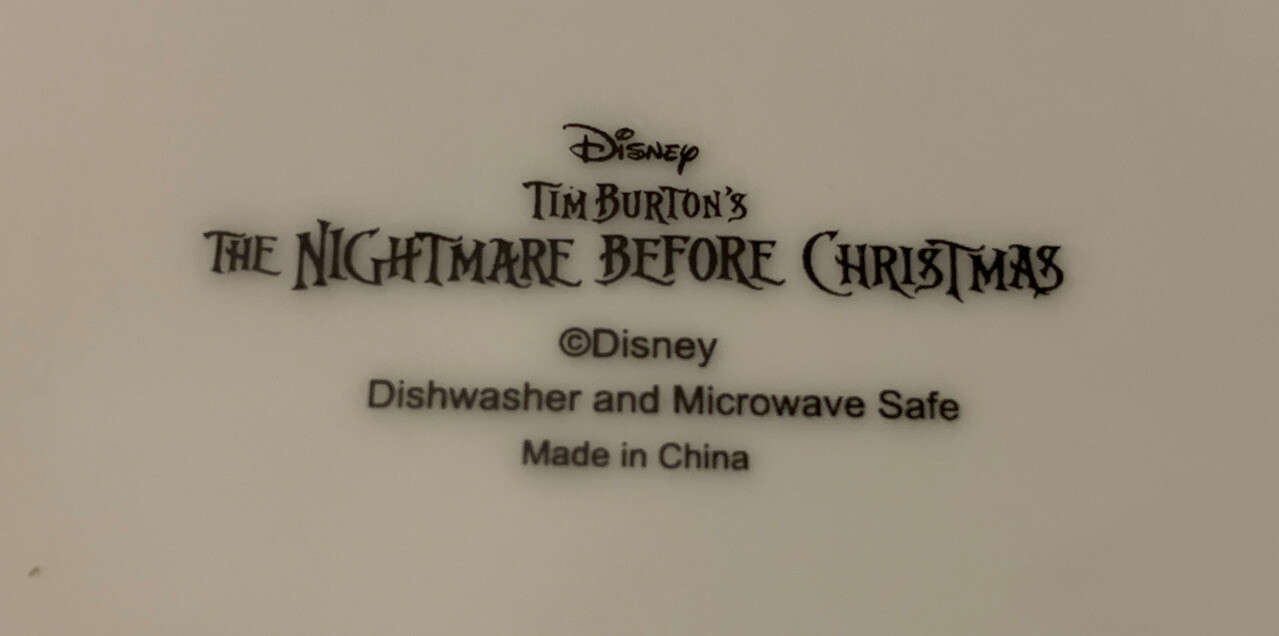 Disney
Tim Burton's
The Nightmare Before Christmas
©Disney
Dishwasher and Microwave Safe
Made in China